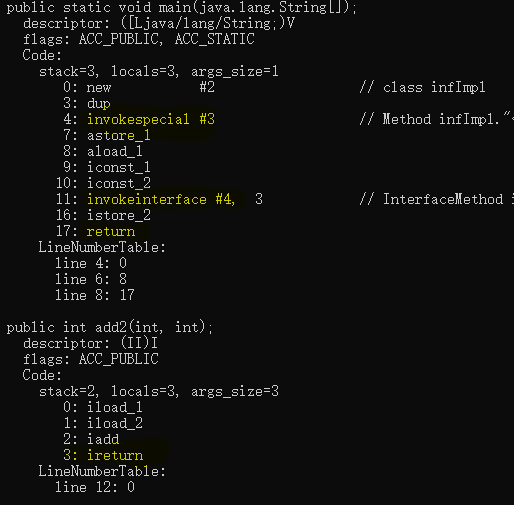 public static void main(java.lang.String[]);
descriptor: ([Ljava/lang/String;)V
flags: ACC_PUBLIC, ACC_STATIC
Code:
stack=3, locals=3, args_size=1
0: new #2 // class infImpl
3: dup
4: invokespecial #3 // Method infImpl."<
7: astore_1
8: aload_1
9: iconst_1
10: iconst_2
11: invokeinterface #4, 3 // InterfaceMethod i
16: istore_2
17: return
LineNumberTable:
line 4: 0
line 6: 8
line 8: 17
public int add2(int, int);
descriptor: (II)I
flags: ACC_PUBLIC
Code:
stack=2, locals=3, args_size=3
0: iload_1
1: iload_2
2: iadd
3: ireturn
LineNumberTable:
line 12: 0